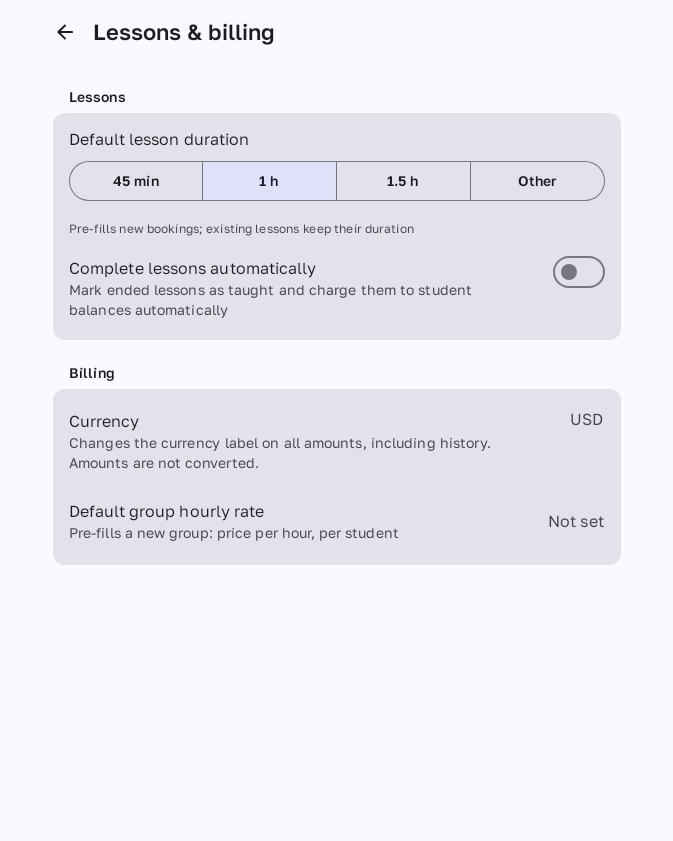 Lessons & billing
Lessons
Default lesson duration
45 min
1 h
1.5 h
Other
Pre-fills new bookings; existing lessons keep their duration
Complete lessons automatically
Mark ended lessons as taught and charge them to student
balances automatically
Billing
Currency
USD
Changes the currency label on all amounts, including history.
Amounts are not converted.
Default group hourly rate
Not set
Pre-fills a new group: price per hour, per student